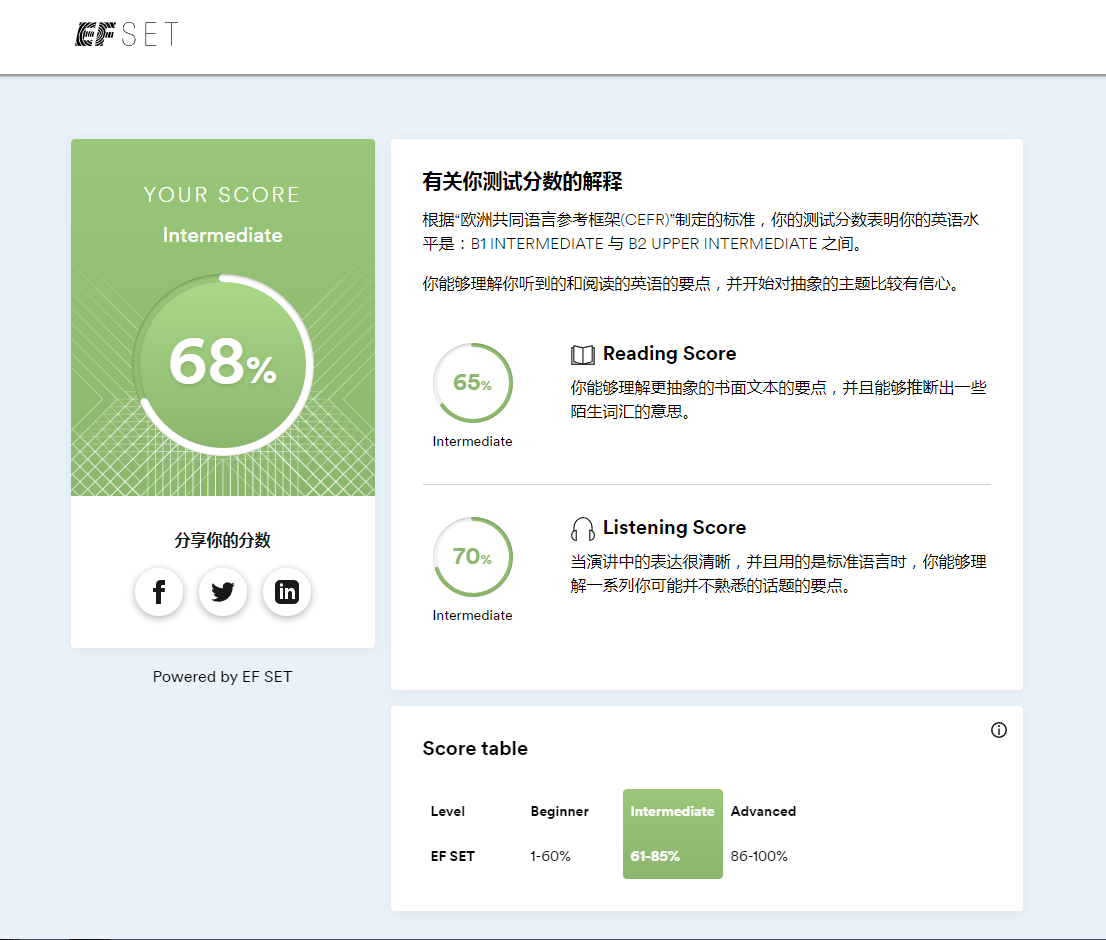 EF SET
YOUR SCORE
Intermediate
68%
分享你的分数
Powered by EF SET
有关你测试分数的解释
根据“欧洲共同语言参考框架(CEFR)”制定的标准，你的测试分数表明你的英语水
平是：B1 INTERMEDIATE 与 B2 UPPER INTERMEDIATE 之间。
你能够理解你听到的和阅读的英语的要点，并开始对抽象的主题比较有信心。
65%
Intermediate
Reading Score
你能够理解更抽象的书面文本的要点，并且能够推断出一些
陌生词汇的意思。
70%
Intermediate
Listening Score
当演讲中的表达很清晰，并且用的是标准语言时，你能够理
解一系列你可能并不熟悉的话题的要点。
Score table
Level Beginner Intermediate Advanced
EF SET 1-60% 61-85% 86-100%